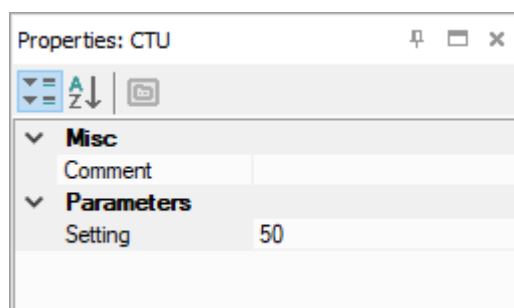 Properties: CTU
A
Z
Misc
Comment
Parameters
Setting 50